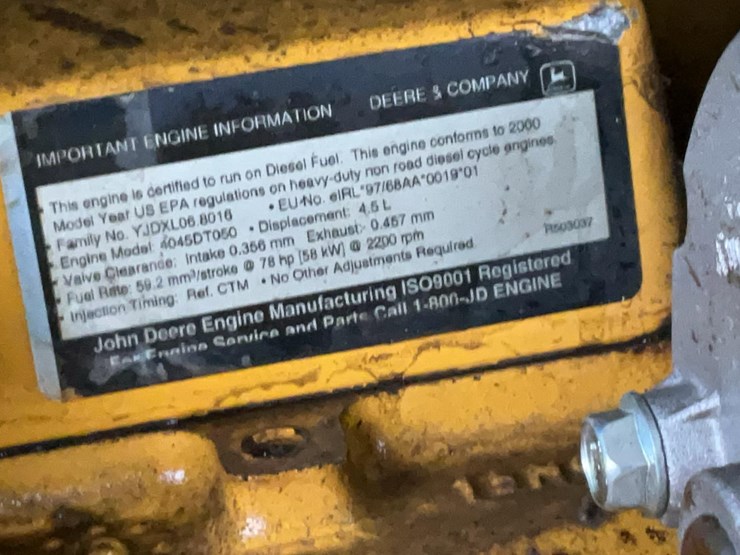 IMPORTANT ENGINE INFORMATION DEERE & COMPANY
This engine is certified to run on Diesel Fuel. This engine conforms to 2000
Model Year US EPA regulations on heavy-duty non road diesel cycle engines.
• Family No. YJDXL06.8016 • EU-No. eIRL*97/68AA*0019*01
• Engine Model: 4045DT050 • Displacement: 4.5 L
• Valve Clearance: Intake 0.356 mm Exhaust: 0.457 mm
• Fuel Rate: 59.2 mm³/stroke @ 78 hp [58 kW] @ 2200 rpm
• Injection Timing: Ref. CTM • No Other Adjustments Required
R503037
John Deere Engine Manufacturing ISO9001 Registered
For Engine Service and Parts Call 1-800-JD ENGINE